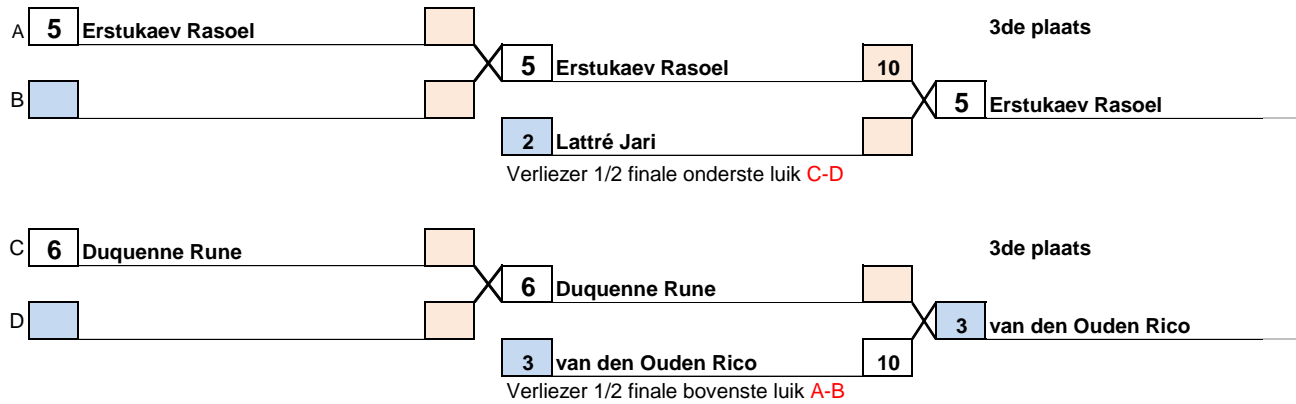 A 5 Erstukaev Rasoel 3de plaats
5 Erstukaev Rasoel 10
B 5 Erstukaev Rasoel
2 Lattré Jari
Verliezer 1/2 finale onderste luik C-D
C 6 Duquenne Rune 3de plaats
6 Duquenne Rune
D 3 van den Ouden Rico
3 van den Ouden Rico 10
Verliezer 1/2 finale bovenste luik A-B